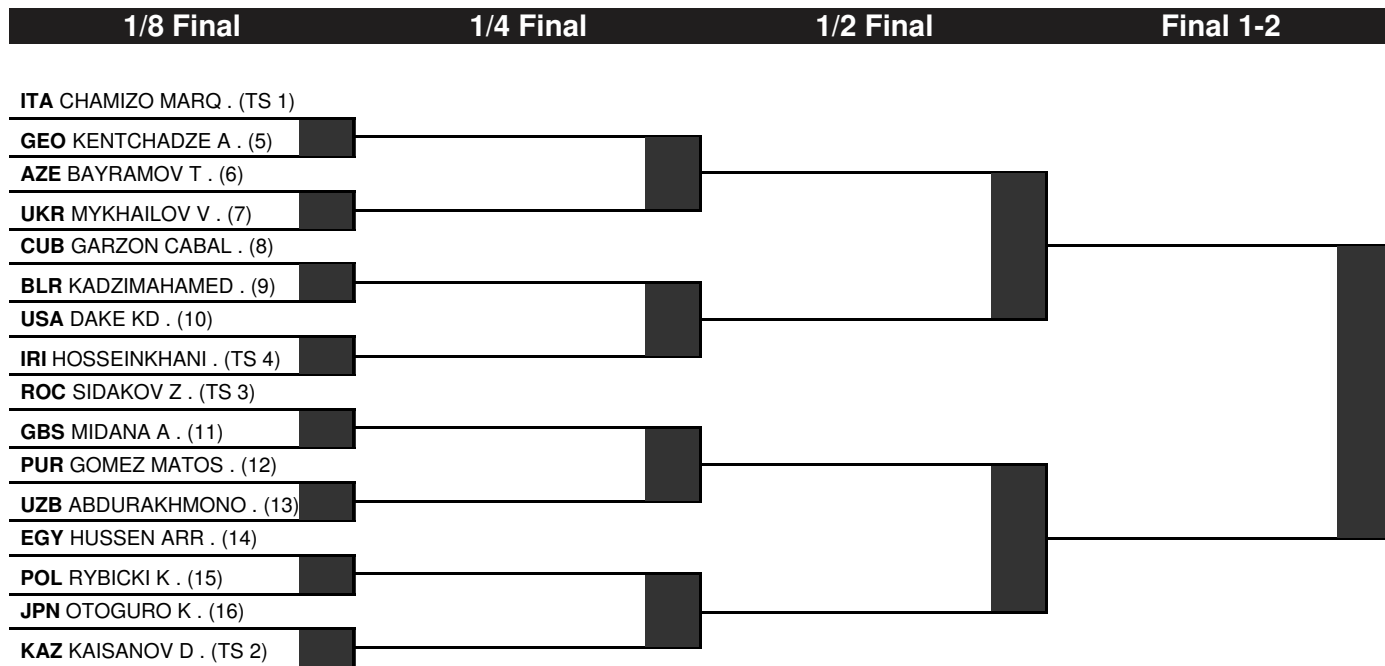 1/8 Final 1/4 Final 1/2 Final Final 1-2
ITA CHAMIZO MARQ . (TS 1)
GEO KENTCHADZE A . (5)
AZE BAYRAMOV T . (6)
UKR MYKHAILOV V . (7)
CUB GARZON CABAL . (8)
BLR KADZIMAHAMED . (9)
USA DAKE KD . (10)
IRI HOSSEINKHANI . (TS 4)
ROC SIDAKOV Z . (TS 3)
GBS MIDANA A . (11)
PUR GOMEZ MATOS . (12)
UZB ABDURAKHMONO . (13)
EGY HUSSEN ARR . (14)
POL RYBICKI K . (15)
JPN OTOGURO K . (16)
KAZ KAISANOV D . (TS 2)